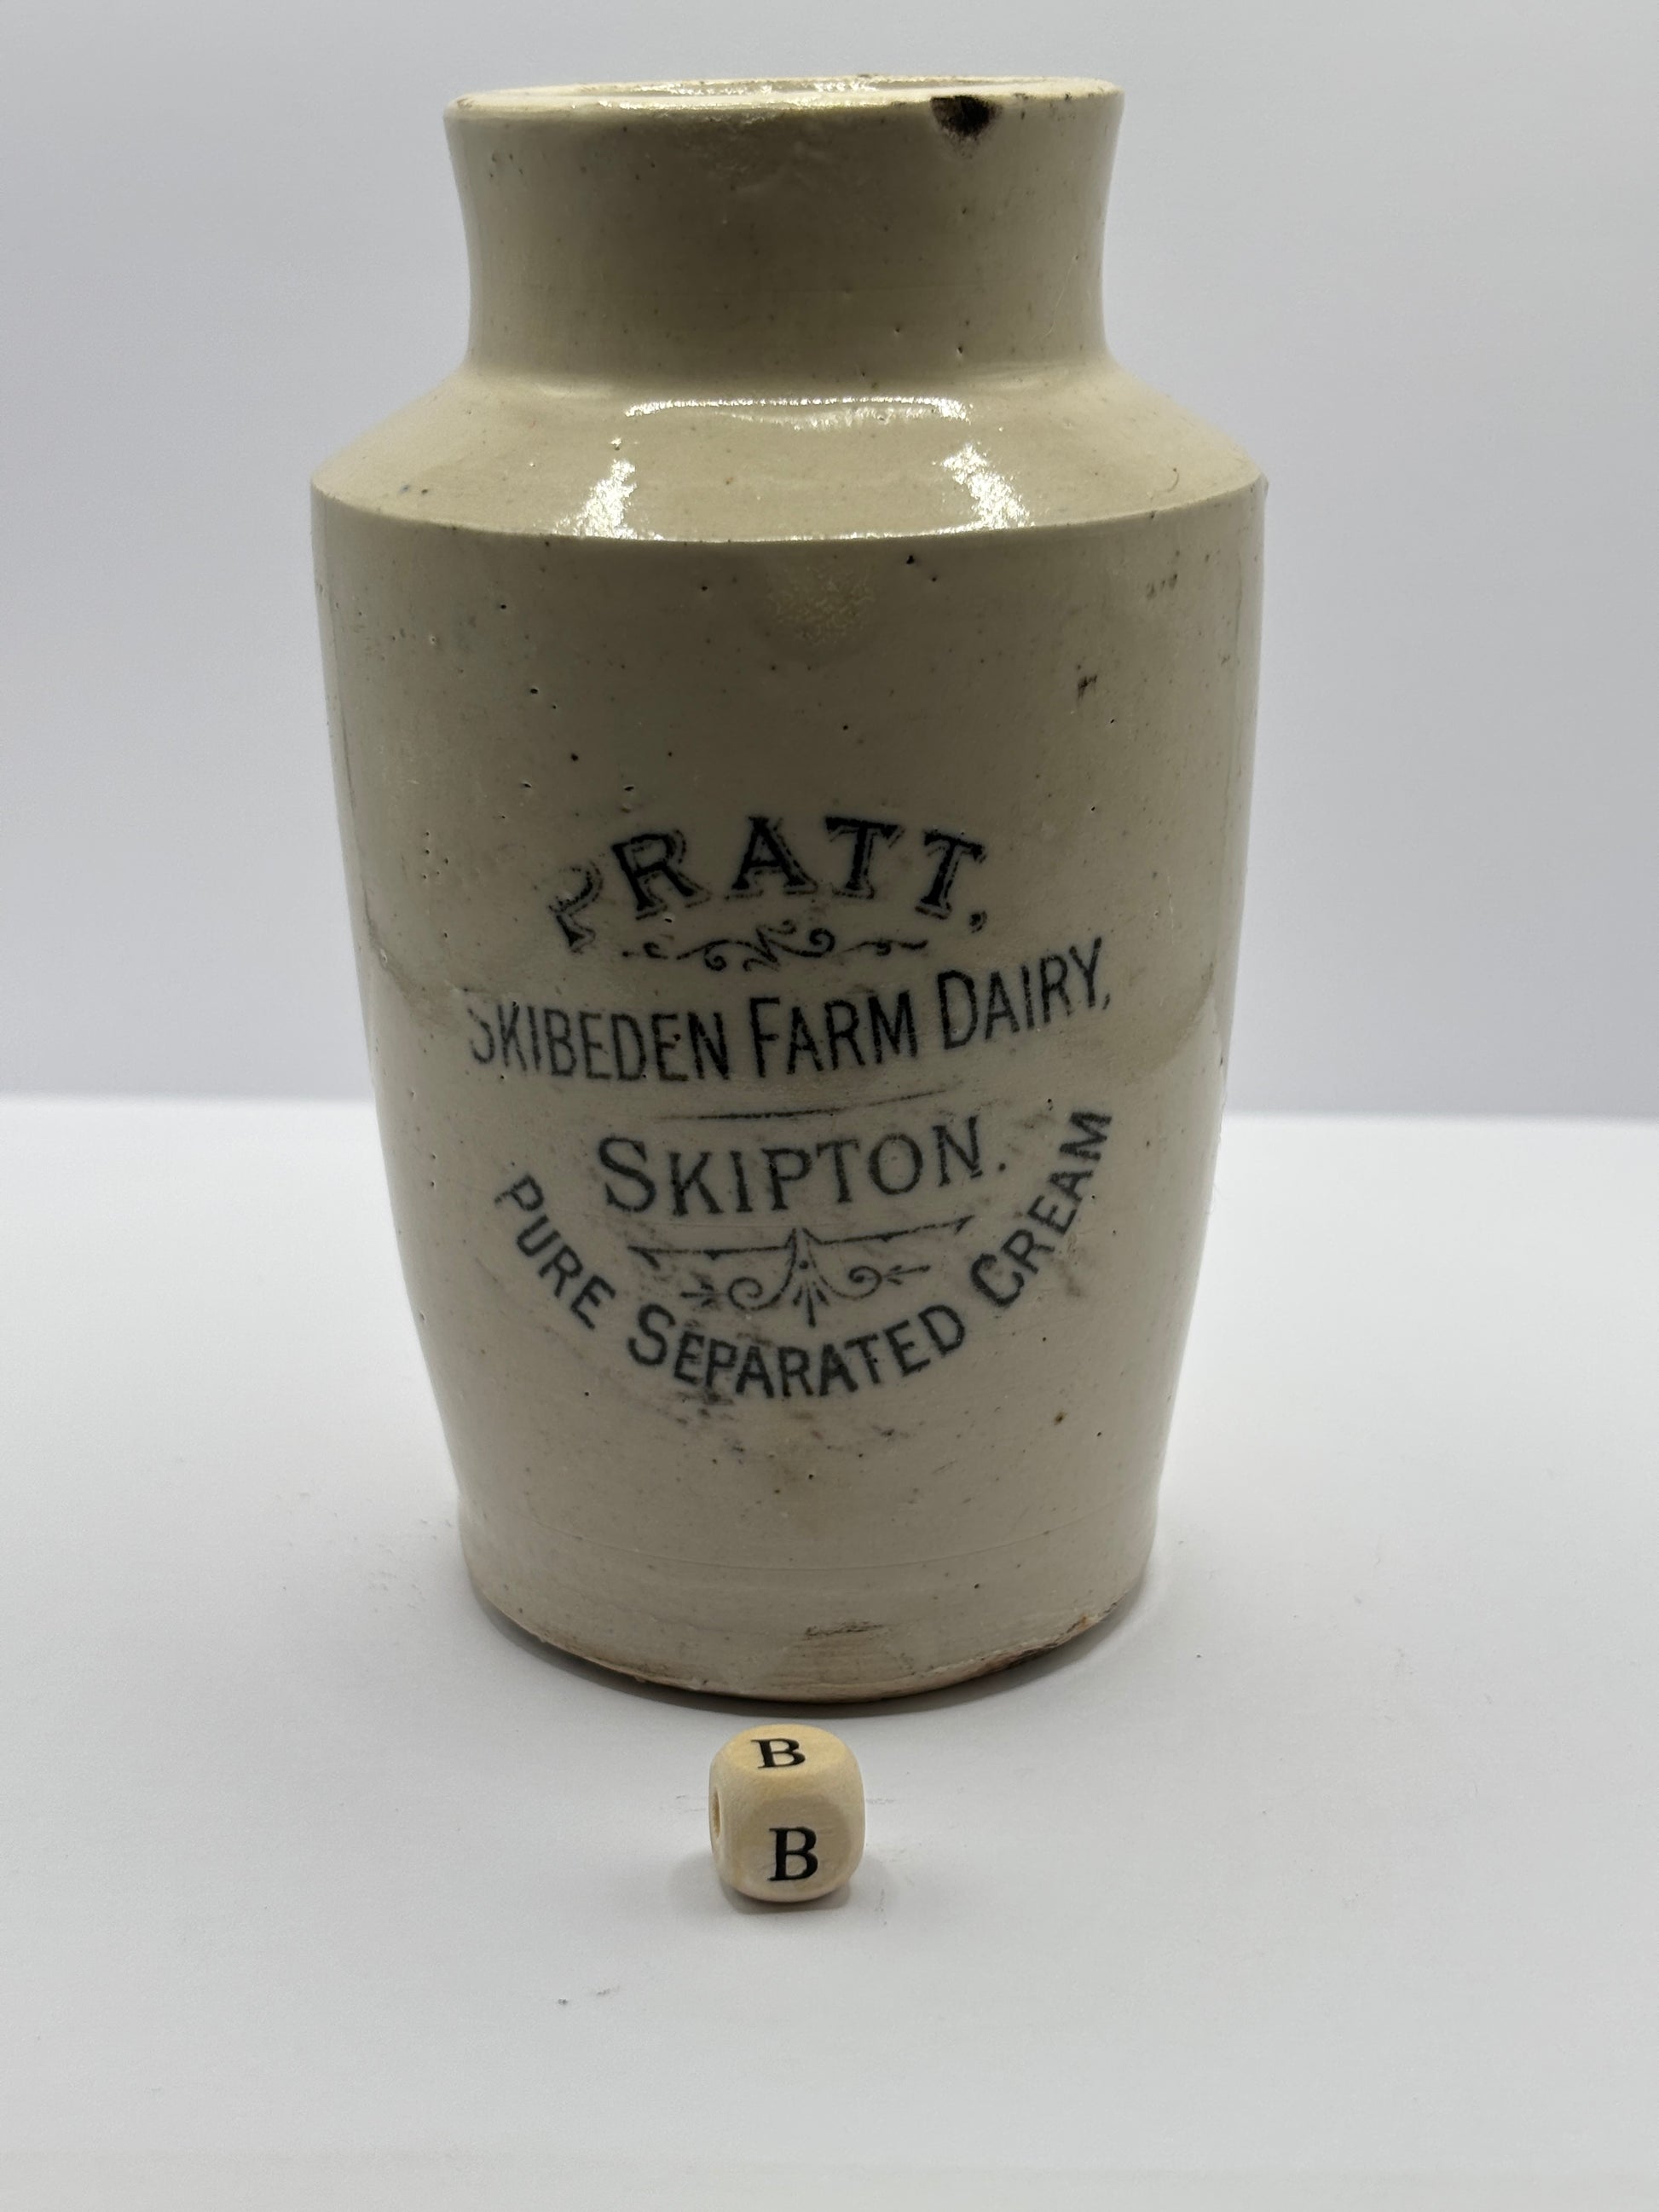 PRATT,
SKIBEDEN FARM DAIRY,
SKIPTON.
PURE SEPARATED CREAM
B
B